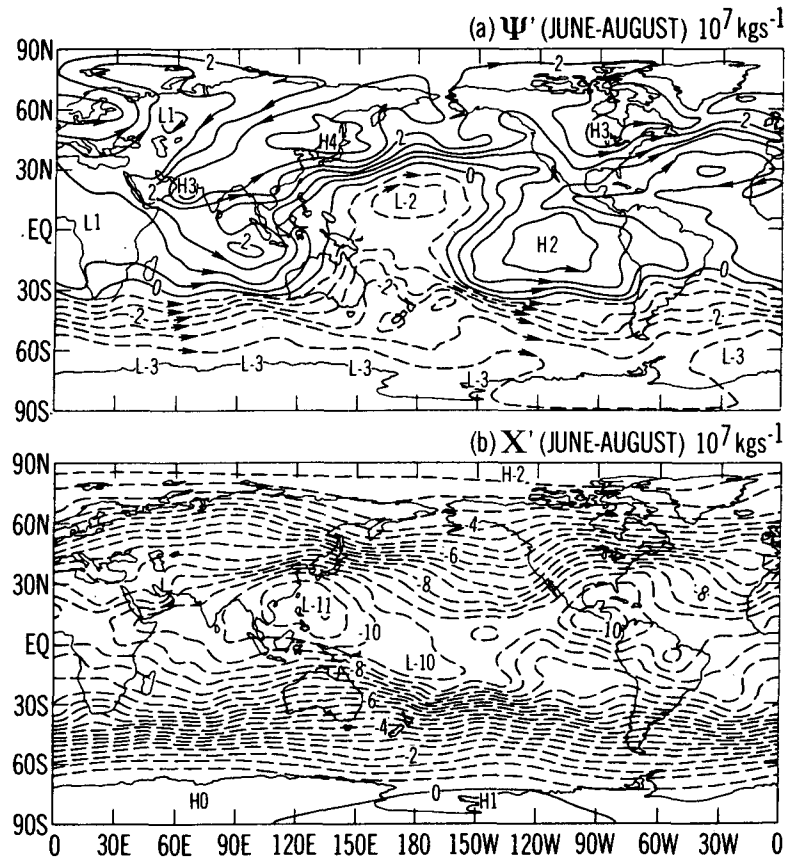 (a) Ψ' (JUNE-AUGUST) 10⁷ kgs⁻¹
90N
60N
30N
EQ
30S
60S
90S
2
L1
H4
2
H3
2
H3
2
0
L-2
L1
2
H2
0
-2
0
-2
-2
L-3
L-3
L-3
L-3
L-3
(b) X' (JUNE-AUGUST) 10⁷ kgs⁻¹
90N
60N
30N
EQ
30S
60S
90S
H-2
-4
-6
-8
-8
L-11
-10
-10
L-10
-8
-6
-4
-2
0
H0
H1
0 30E 60E 90E 120E 150E 180 150W 120W 90W 60W 30W 0